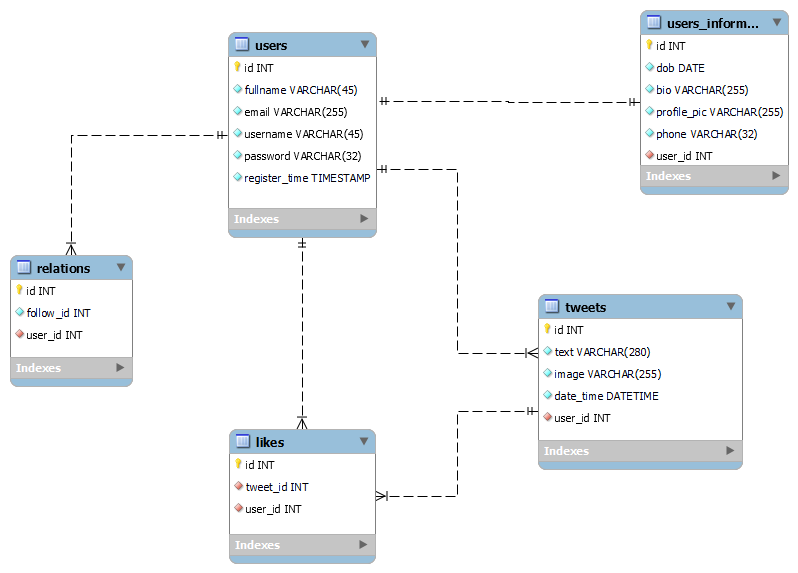 users
id INT
fullname VARCHAR(45)
email VARCHAR(255)
username VARCHAR(45)
password VARCHAR(32)
register_time TIMESTAMP
Indexes
users_inform...
id INT
dob DATE
bio VARCHAR(255)
profile_pic VARCHAR(255)
phone VARCHAR(32)
user_id INT
Indexes
relations
id INT
follow_id INT
user_id INT
Indexes
tweets
id INT
text VARCHAR(280)
image VARCHAR(255)
date_time DATETIME
user_id INT
Indexes
likes
id INT
tweet_id INT
user_id INT
Indexes